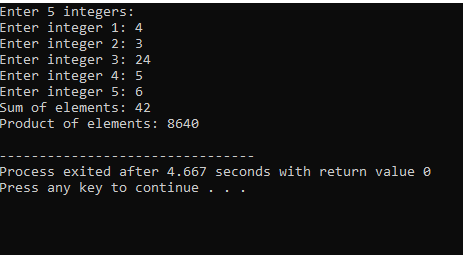 Enter 5 integers:
Enter integer 1: 4
Enter integer 2: 3
Enter integer 3: 24
Enter integer 4: 5
Enter integer 5: 6
Sum of elements: 42
Product of elements: 8640
--------------------------------
Process exited after 4.667 seconds with return value 0
Press any key to continue . . .